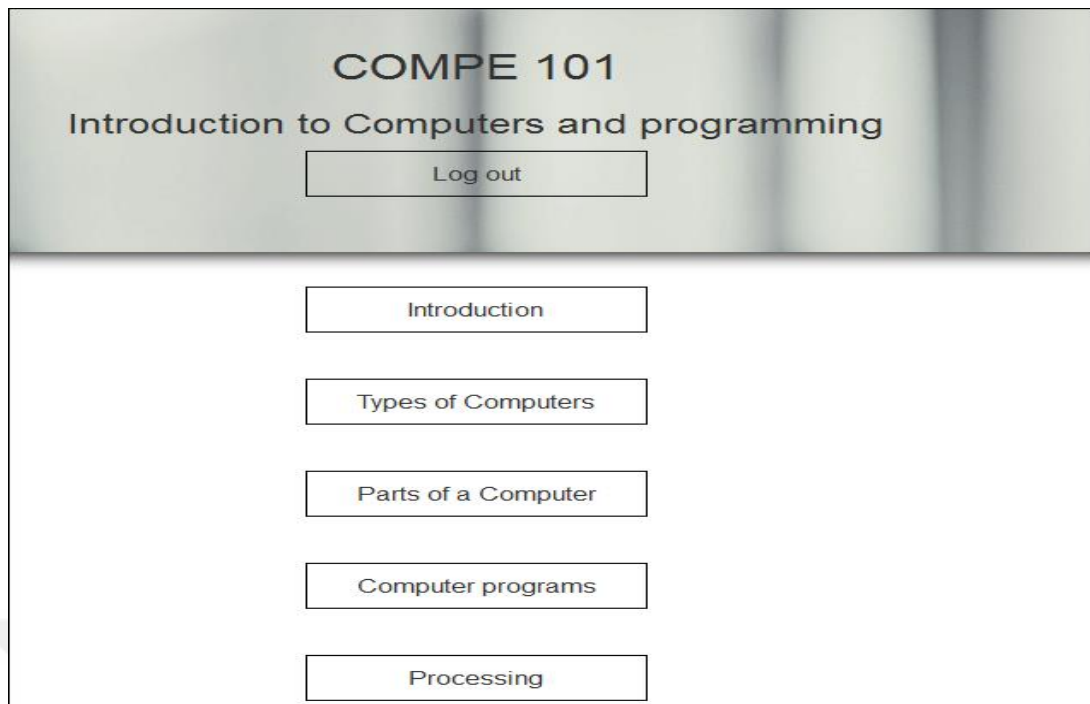 COMPE 101
Introduction to Computers and programming
Log out
Introduction
Types of Computers
Parts of a Computer
Computer programs
Processing